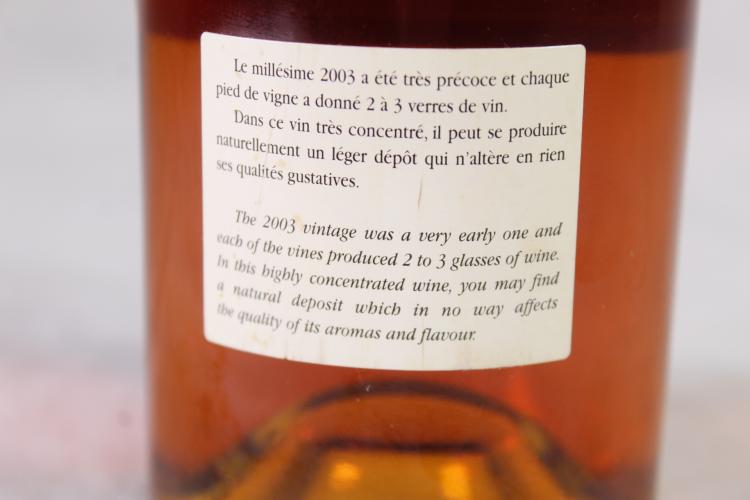 Le millésime 2003 a été très précoce et chaque
pied de vigne a donné 2 à 3 verres de vin.
Dans ce vin très concentré, il peut se produire
naturellement un léger dépôt qui n'altère en rien
ses qualités gustatives.
The 2003 vintage was a very early one and
each of the vines produced 2 to 3 glasses of wine.
In this highly concentrated wine, you may find
a natural deposit which in no way affects
the quality of its aromas and flavour.